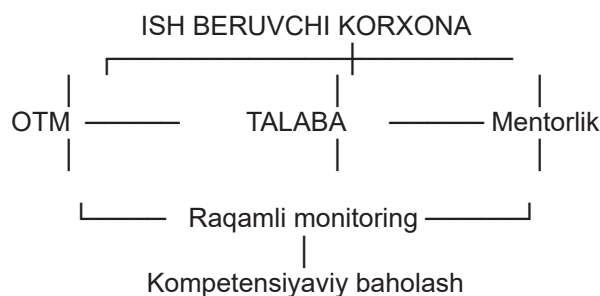 ISH BERUVCHI KORXONA
OTM TALABA Mentorlik
Raqamli monitoring
Kompetensiyaviy baholash